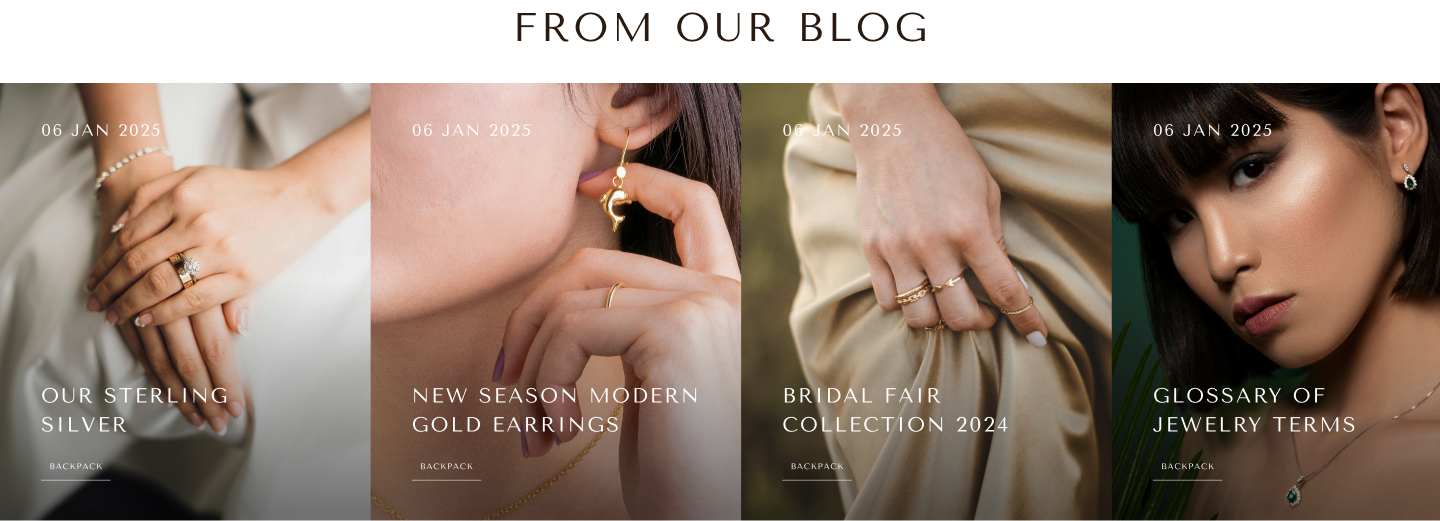 FROM OUR BLOG
06 JAN 2025
OUR STERLING
SILVER
BACKPACK
06 JAN 2025
NEW SEASON MODERN
GOLD EARRINGS
BACKPACK
06 JAN 2025
BRIDAL FAIR
COLLECTION 2024
BACKPACK
06 JAN 2025
GLOSSARY OF
JEWELRY TERMS
BACKPACK